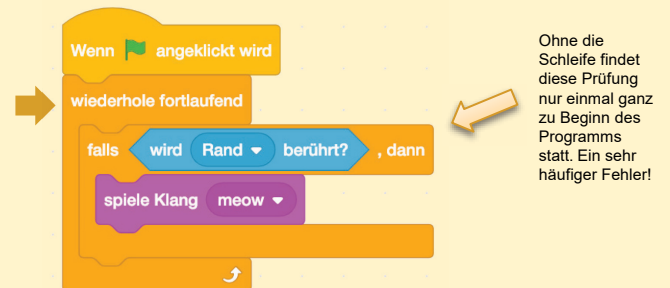 Wenn angeklickt wird
wiederhole fortlaufend
falls wird Rand berührt? , dann
spiele Klang meow
Ohne die
Schleife findet
diese Prüfung
nur einmal ganz
zu Beginn des
Programms
statt. Ein sehr
häufiger Fehler!